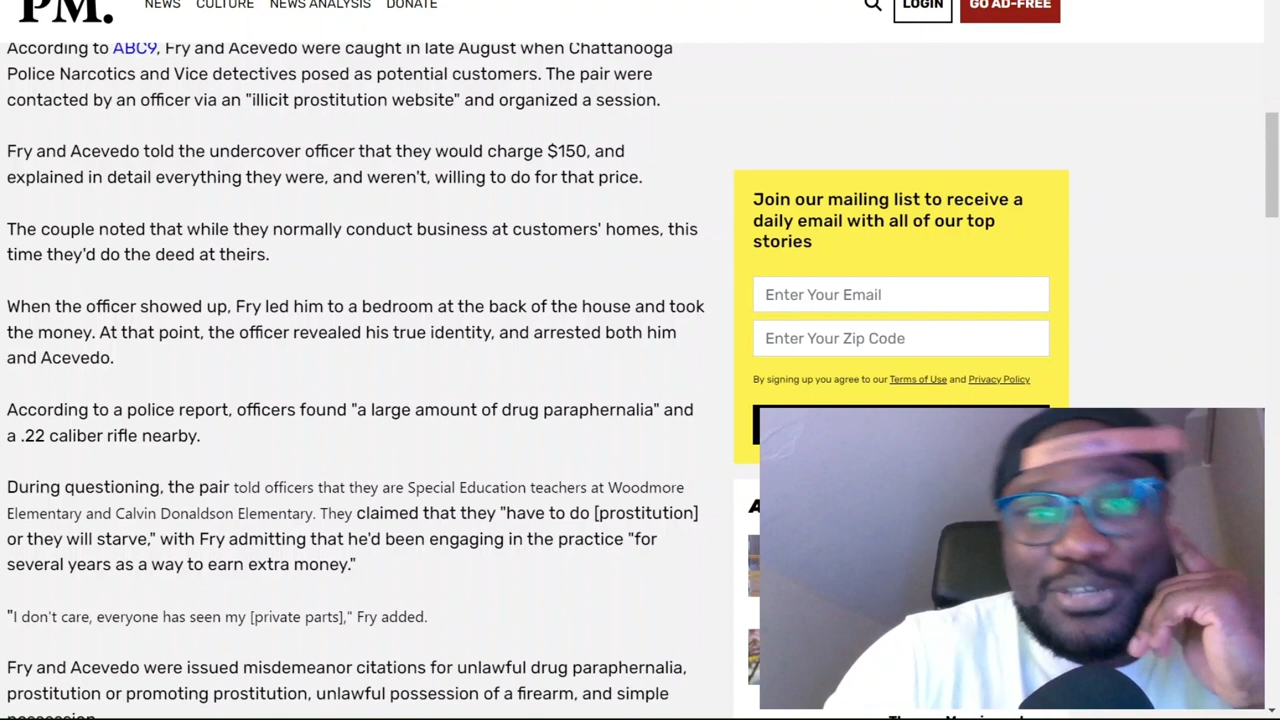 PM.
NEWS
CULTURE
NEWS ANALYSIS
DONATE
LOGIN
GO AD-FREE
According to ABC9, Fry and Acevedo were caught in late August when Chattanooga
Police Narcotics and Vice detectives posed as potential customers. The pair were
contacted by an officer via an "illicit prostitution website" and organized a session.
Fry and Acevedo told the undercover officer that they would charge $150, and
explained in detail everything they were, and weren't, willing to do for that price.
The couple noted that while they normally conduct business at customers' homes, this
time they'd do the deed at theirs.
When the officer showed up, Fry led him to a bedroom at the back of the house and took
the money. At that point, the officer revealed his true identity, and arrested both him
and Acevedo.
According to a police report, officers found "a large amount of drug paraphernalia" and
a .22 caliber rifle nearby.
During questioning, the pair told officers that they are Special Education teachers at Woodmore
Elementary and Calvin Donaldson Elementary. They claimed that they "have to do [prostitution]
or they will starve," with Fry admitting that he'd been engaging in the practice "for
several years as a way to earn extra money."
"I don't care, everyone has seen my [private parts]," Fry added.
Fry and Acevedo were issued misdemeanor citations for unlawful drug paraphernalia,
prostitution or promoting prostitution, unlawful possession of a firearm, and simple
possession.
Join our mailing list to receive a
daily email with all of our top
stories
Enter Your Email
Enter Your Zip Code
By signing up you agree to our Terms of Use and Privacy Policy